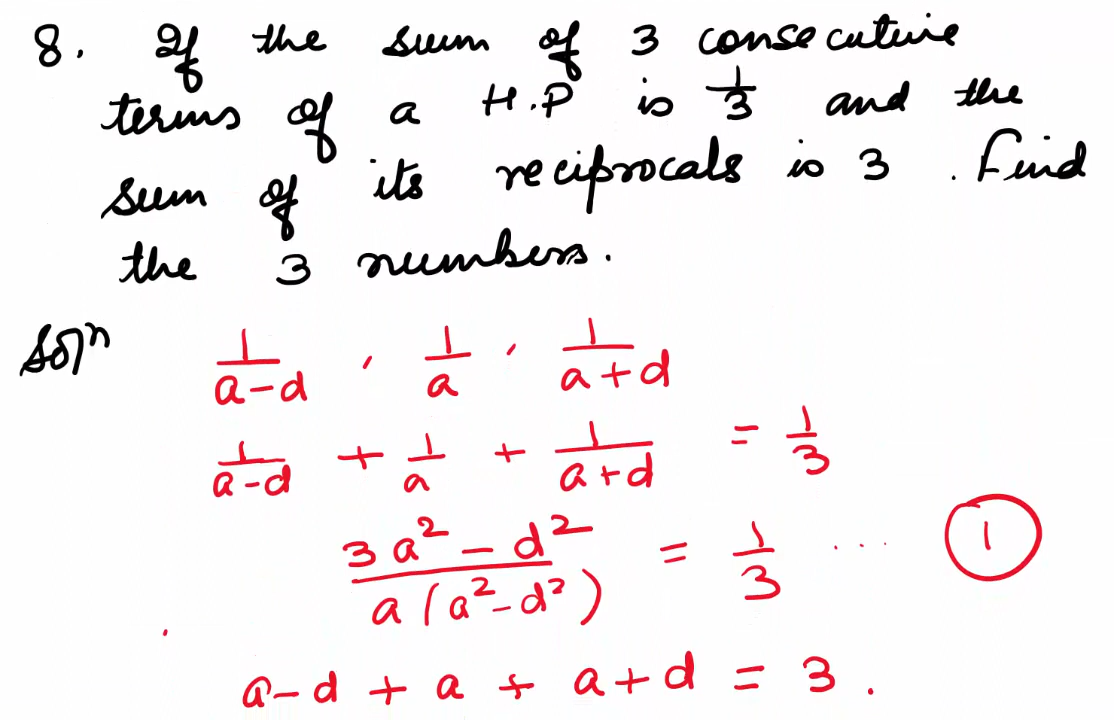 8. If the sum of 3 consecutive
terms of a H.P is 1/3 and the
sum of its reciprocals is 3. Find
the 3 numbers.
Solⁿ 1/(a-d) , 1/a , 1/(a+d)
1/(a-d) + 1/a + 1/(a+d) = 1/3
(3a²-d²)/(a(a²-d²)) = 1/3 ... ①
a-d + a + a+d = 3.